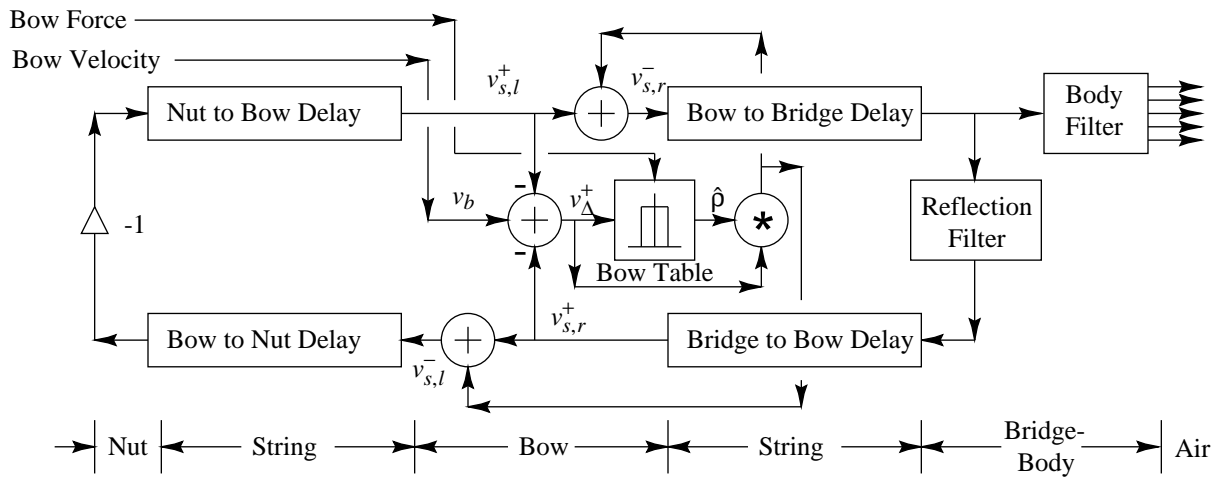 Bow Force
Bow Velocity
v⁺s,l
v⁻s,r
Nut to Bow Delay
Bow to Bridge Delay
Body
Filter
-
vb
v⁺Δ
ρ̂
*
-1
-
Reflection
Filter
Bow Table
v⁺s,r
Bow to Nut Delay
Bridge to Bow Delay
v⁻s,l
Nut
String
Bow
String
Bridge-
Body
Air